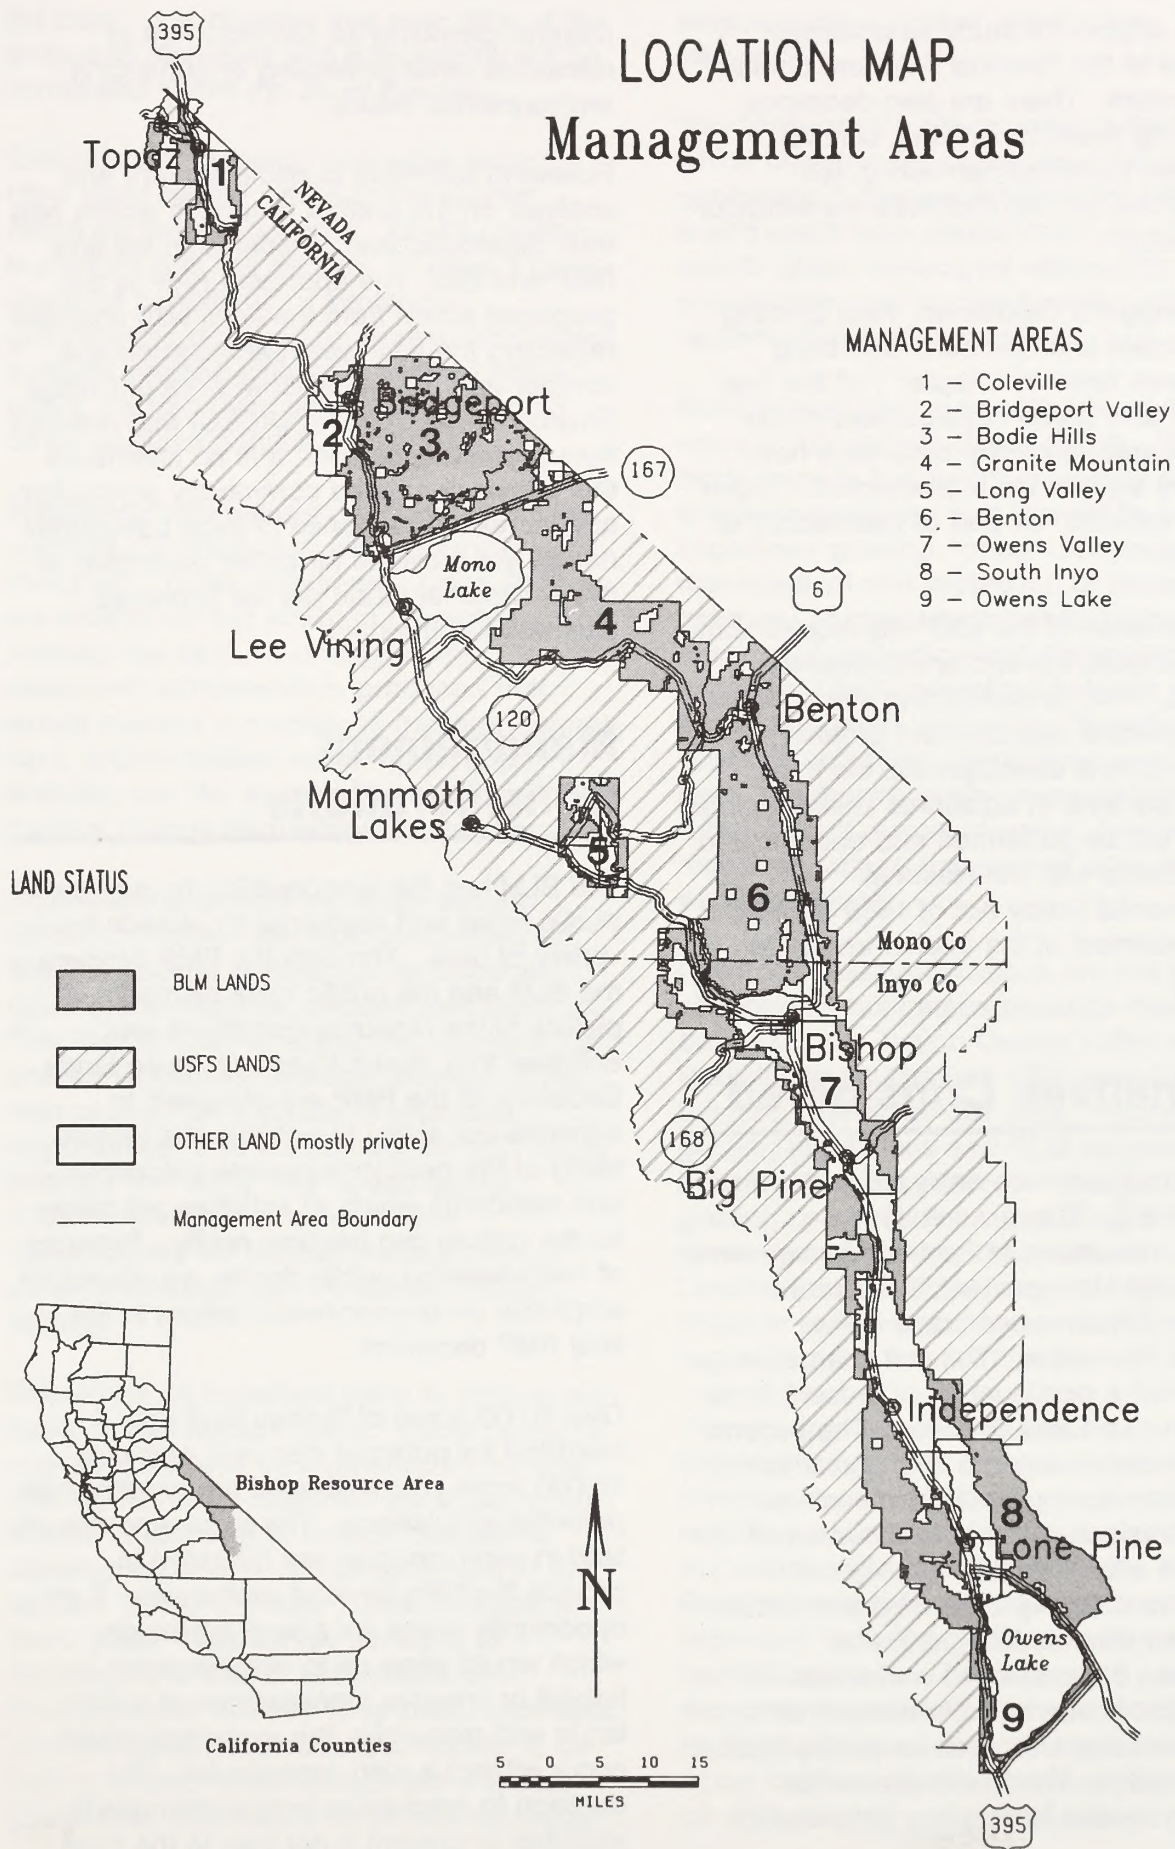 LOCATION MAP
Management Areas
395
Topaz
1
NEVADA
CALIFORNIA
MANAGEMENT AREAS
1 – Coleville
2 – Bridgeport Valley
3 – Bodie Hills
4 – Granite Mountain
5 – Long Valley
6 – Benton
7 – Owens Valley
8 – South Inyo
9 – Owens Lake
Bridgeport
2
3
167
Mono
Lake
6
4
Lee Vining
120
Benton
Mammoth
Lakes
5
6
Mono Co
Inyo Co
LAND STATUS
BLM LANDS
USFS LANDS
OTHER LAND (mostly private)
Management Area Boundary
Bishop
7
168
Big Pine
Independence
8
Lone Pine
Owens
Lake
9
395
Bishop Resource Area
California Counties
N
5 0 5 10 15
MILES